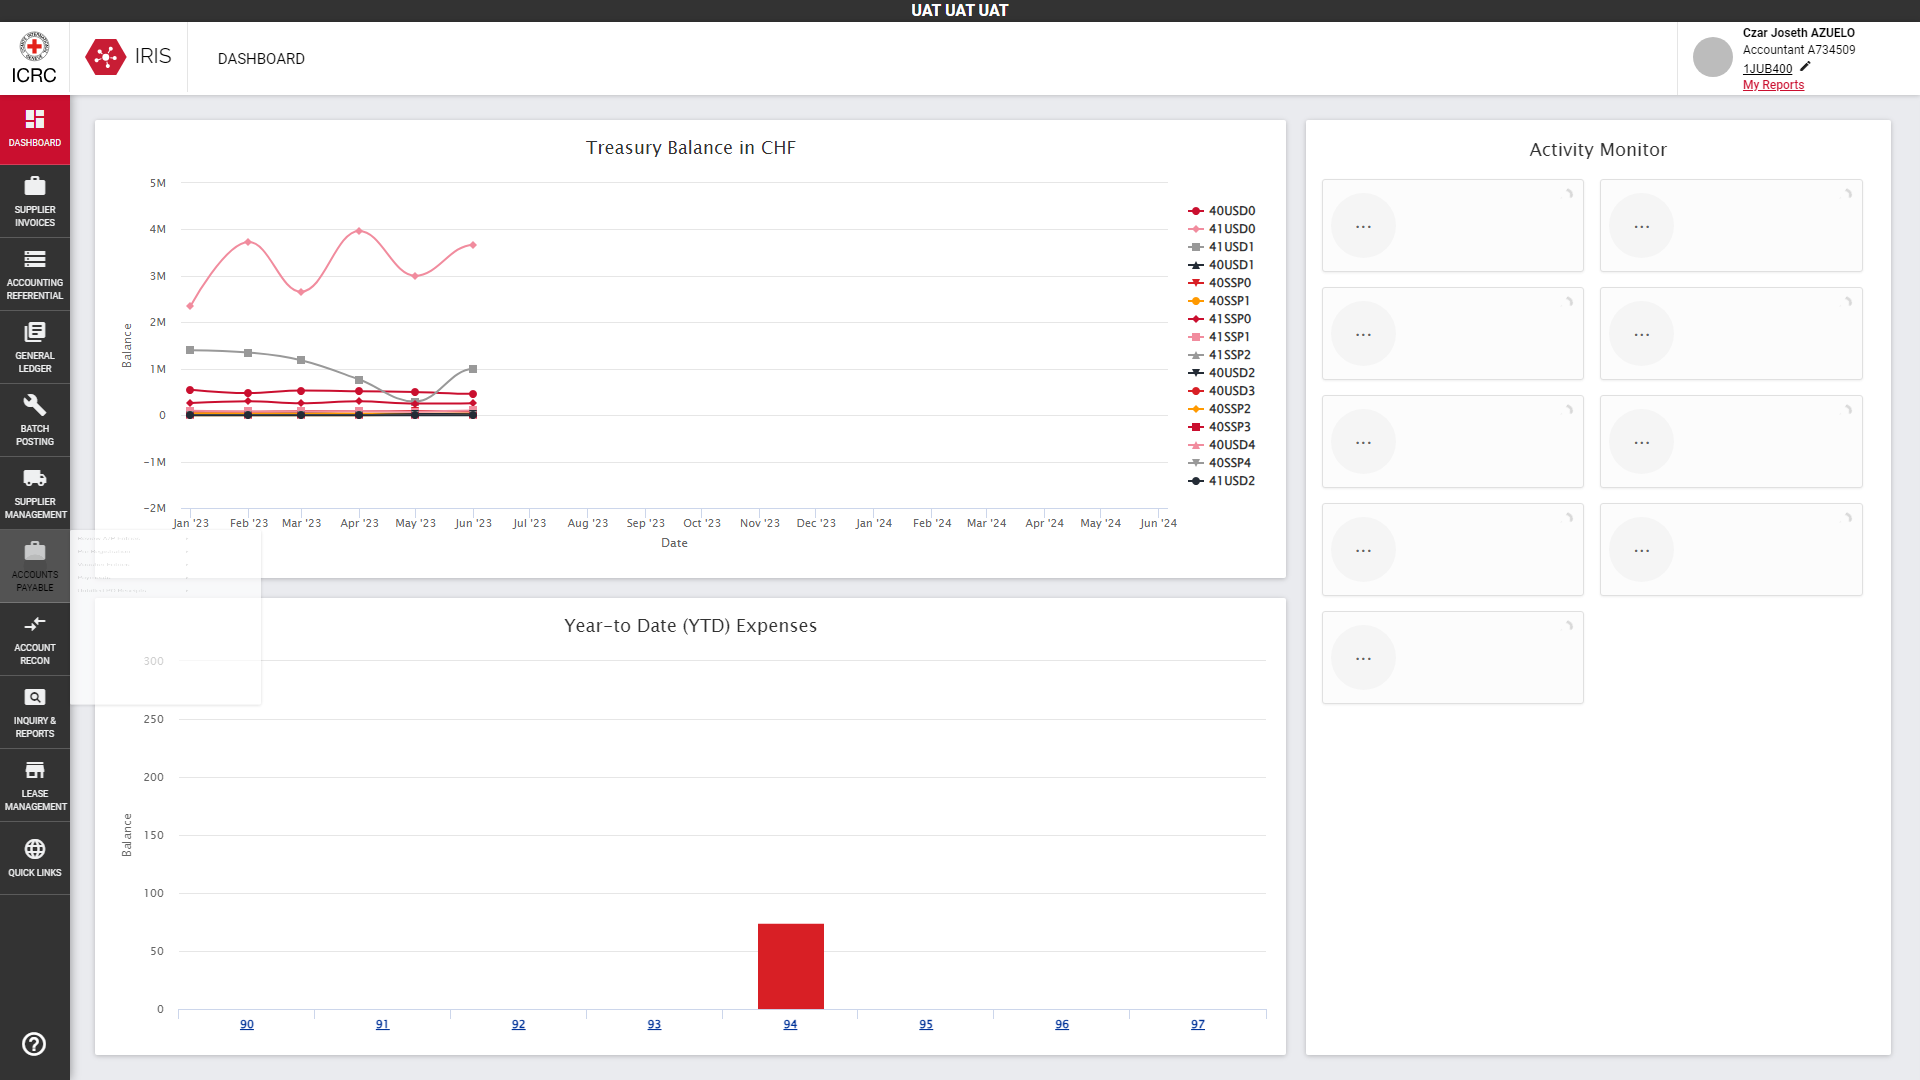 UAT UAT UAT
ICRC
IRIS
DASHBOARD
Czar Joseth AZUELO
Accountant A734509
1JUB400
My Reports
DASHBOARD
SUPPLIER
INVOICES
ACCOUNTING
REFERENTIAL
GENERAL
LEDGER
BATCH
POSTING
SUPPLIER
MANAGEMENT
ACCOUNTS
PAYABLE
ACCOUNT
RECON
INQUIRY &
REPORTS
LEASE
MANAGEMENT
QUICK LINKS
Treasury Balance in CHF
Balance
5M
4M
3M
2M
1M
0
-1M
-2M
Jan '23 Feb '23 Mar '23 Apr '23 May '23 Jun '23 Jul '23 Aug '23 Sep '23 Oct '23 Nov '23 Dec '23 Jan '24 Feb '24 Mar '24 Apr '24 May '24 Jun '24
Date
40USD0
41USD0
41USD1
40USD1
40SSP0
40SSP1
41SSP0
41SSP1
41SSP2
40USD2
40USD3
40SSP2
40SSP3
40USD4
40SSP4
41USD2
Year-to Date (YTD) Expenses
Balance
300
250
200
150
100
50
0
90 91 92 93 94 95 96 97
Activity Monitor
... ...
... ...
... ...
... ...
...